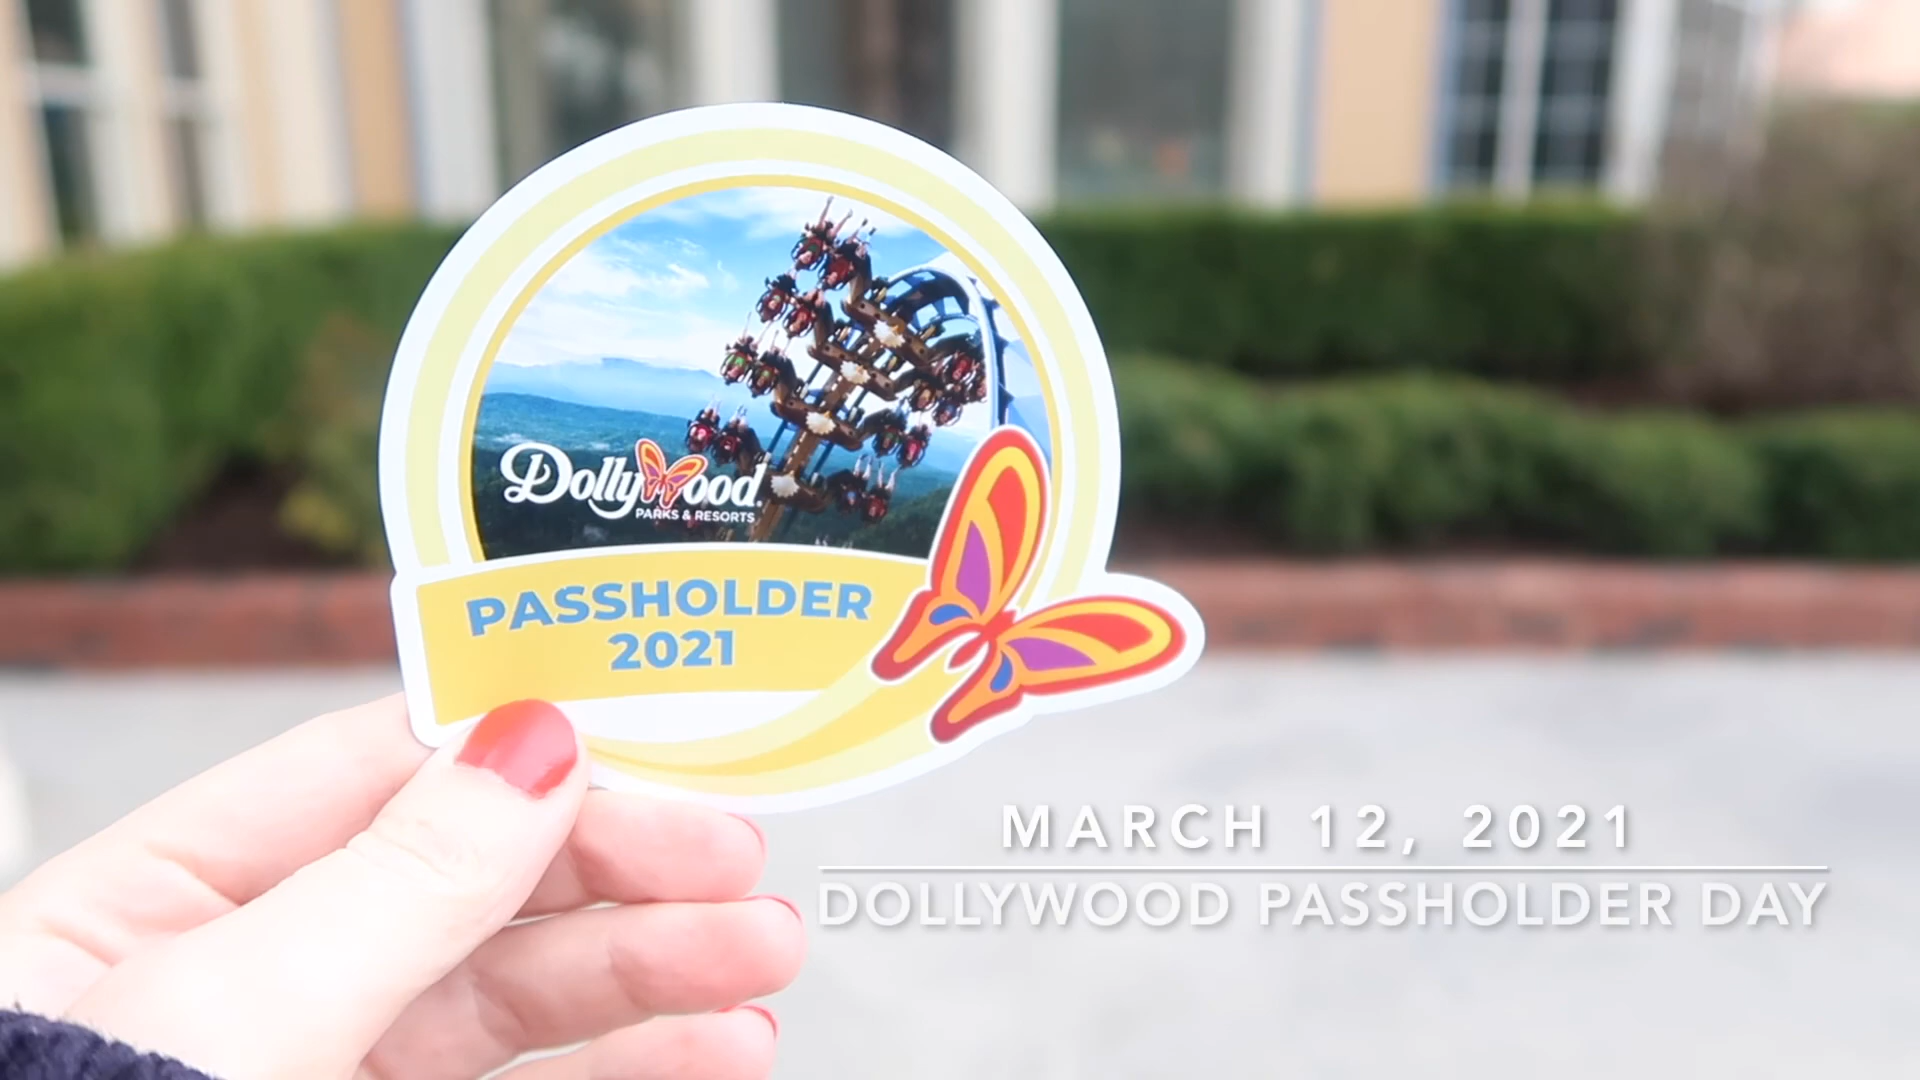 Dollywood
PARKS & RESORTS
PASSHOLDER
2021
MARCH 12, 2021
DOLLYWOOD PASSHOLDER DAY